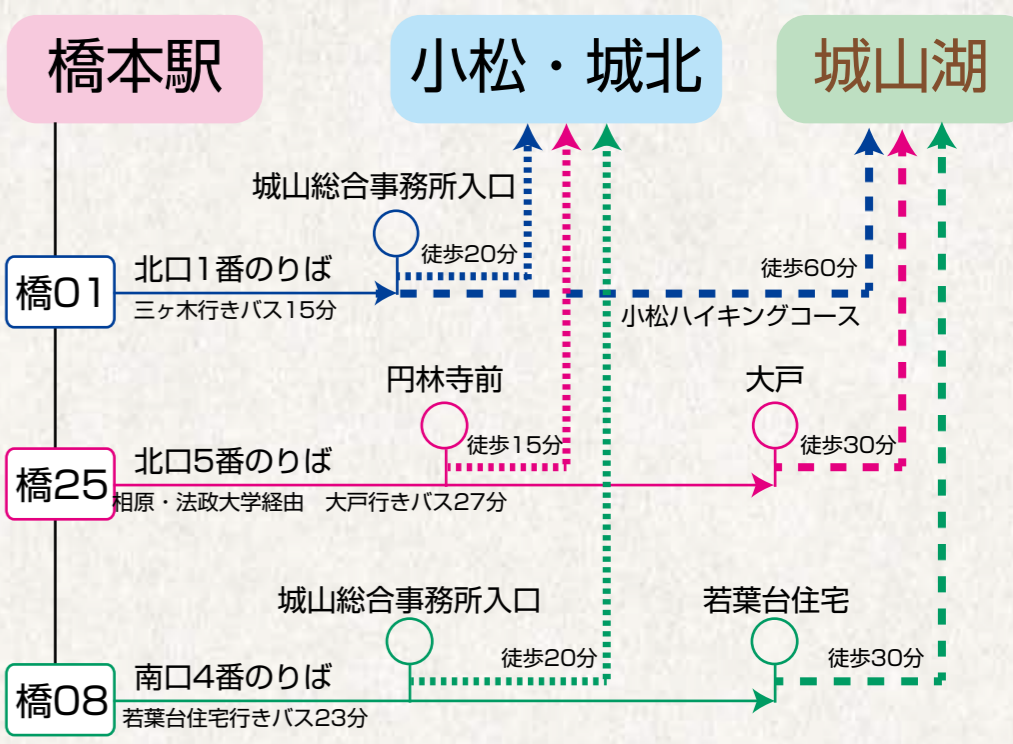 橋本駅
小松・城北
城山湖
城山総合事務所入口
徒歩20分
橋01
北口1番のりば
三ヶ木行きバス15分
徒歩60分
小松ハイキングコース
円林寺前
大戸
徒歩15分
徒歩30分
橋25
北口5番のりば
相原・法政大学経由　大戸行きバス27分
城山総合事務所入口
若葉台住宅
徒歩20分
徒歩30分
橋08
南口4番のりば
若葉台住宅行きバス23分